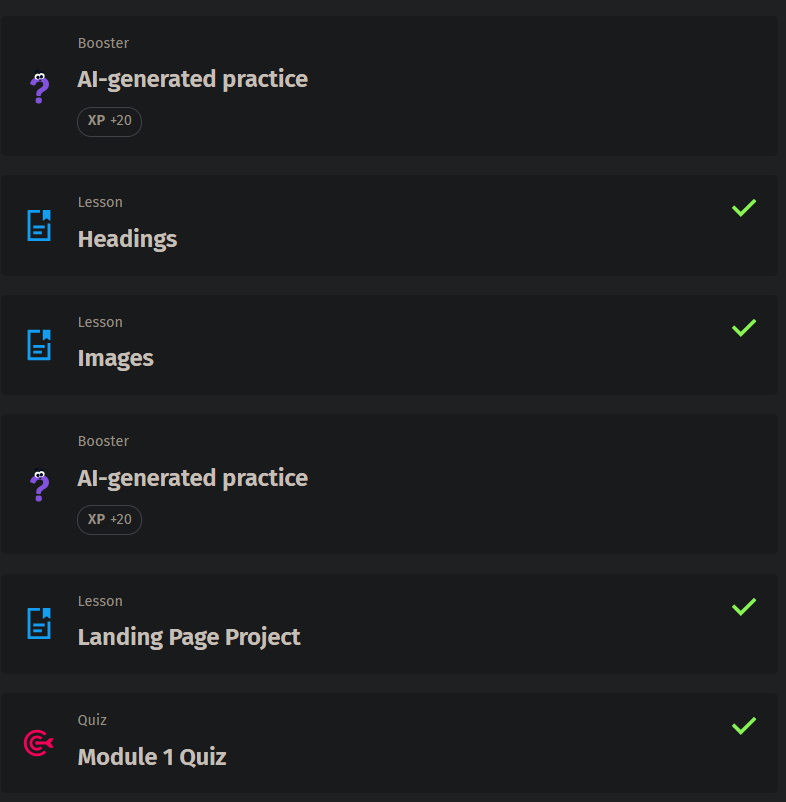 Booster
AI-generated practice
XP +20
Lesson
Headings
Lesson
Images
Booster
AI-generated practice
XP +20
Lesson
Landing Page Project
Quiz
Module 1 Quiz